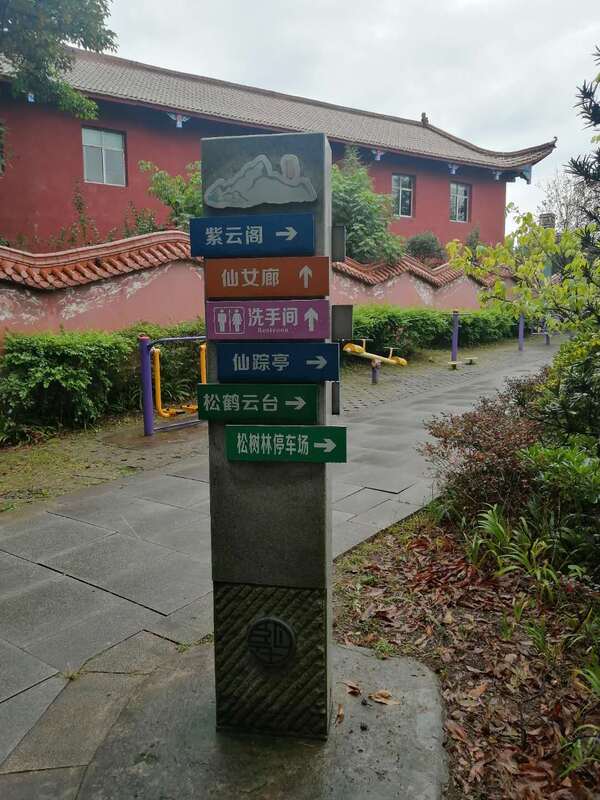 紫云阁 →
仙女廊 ↑
洗手间 ↑
Restroom
仙踪亭 →
松鹤云台 →
松树林停车场 →